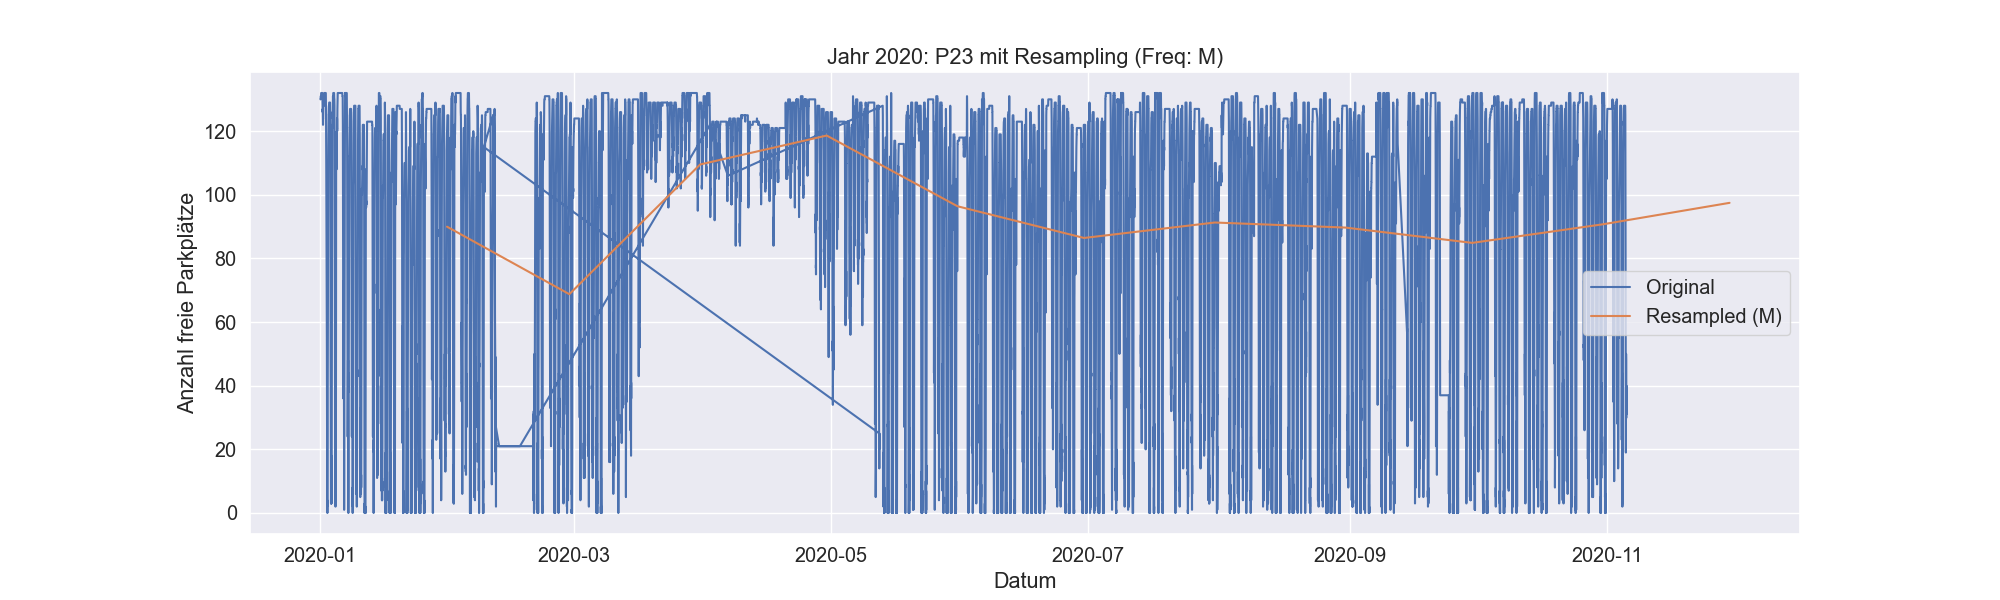 Jahr 2020: P23 mit Resampling (Freq: M)
Anzahl freie Parkplätze
120
100
80
60
40
20
0
Original
Resampled (M)
2020-01 2020-03 2020-05 2020-07 2020-09 2020-11
Datum